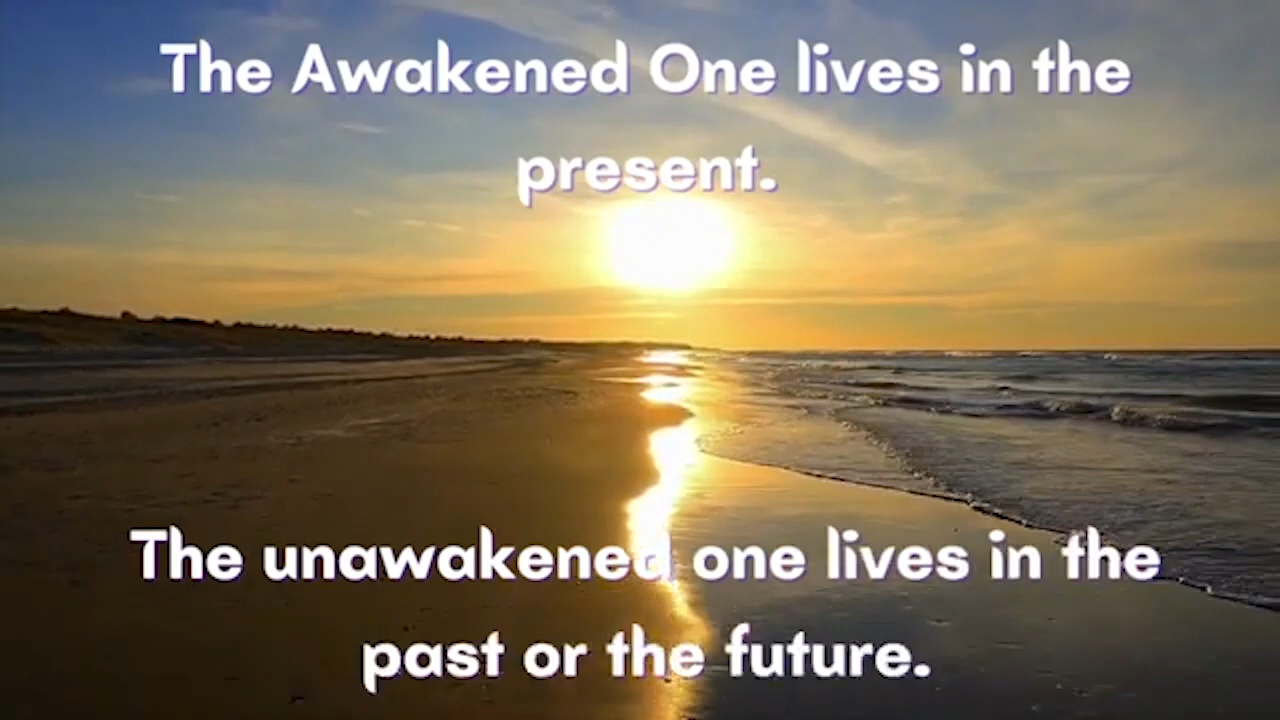 The Awakened One lives in the
present.
The unawakened one lives in the
past or the future.